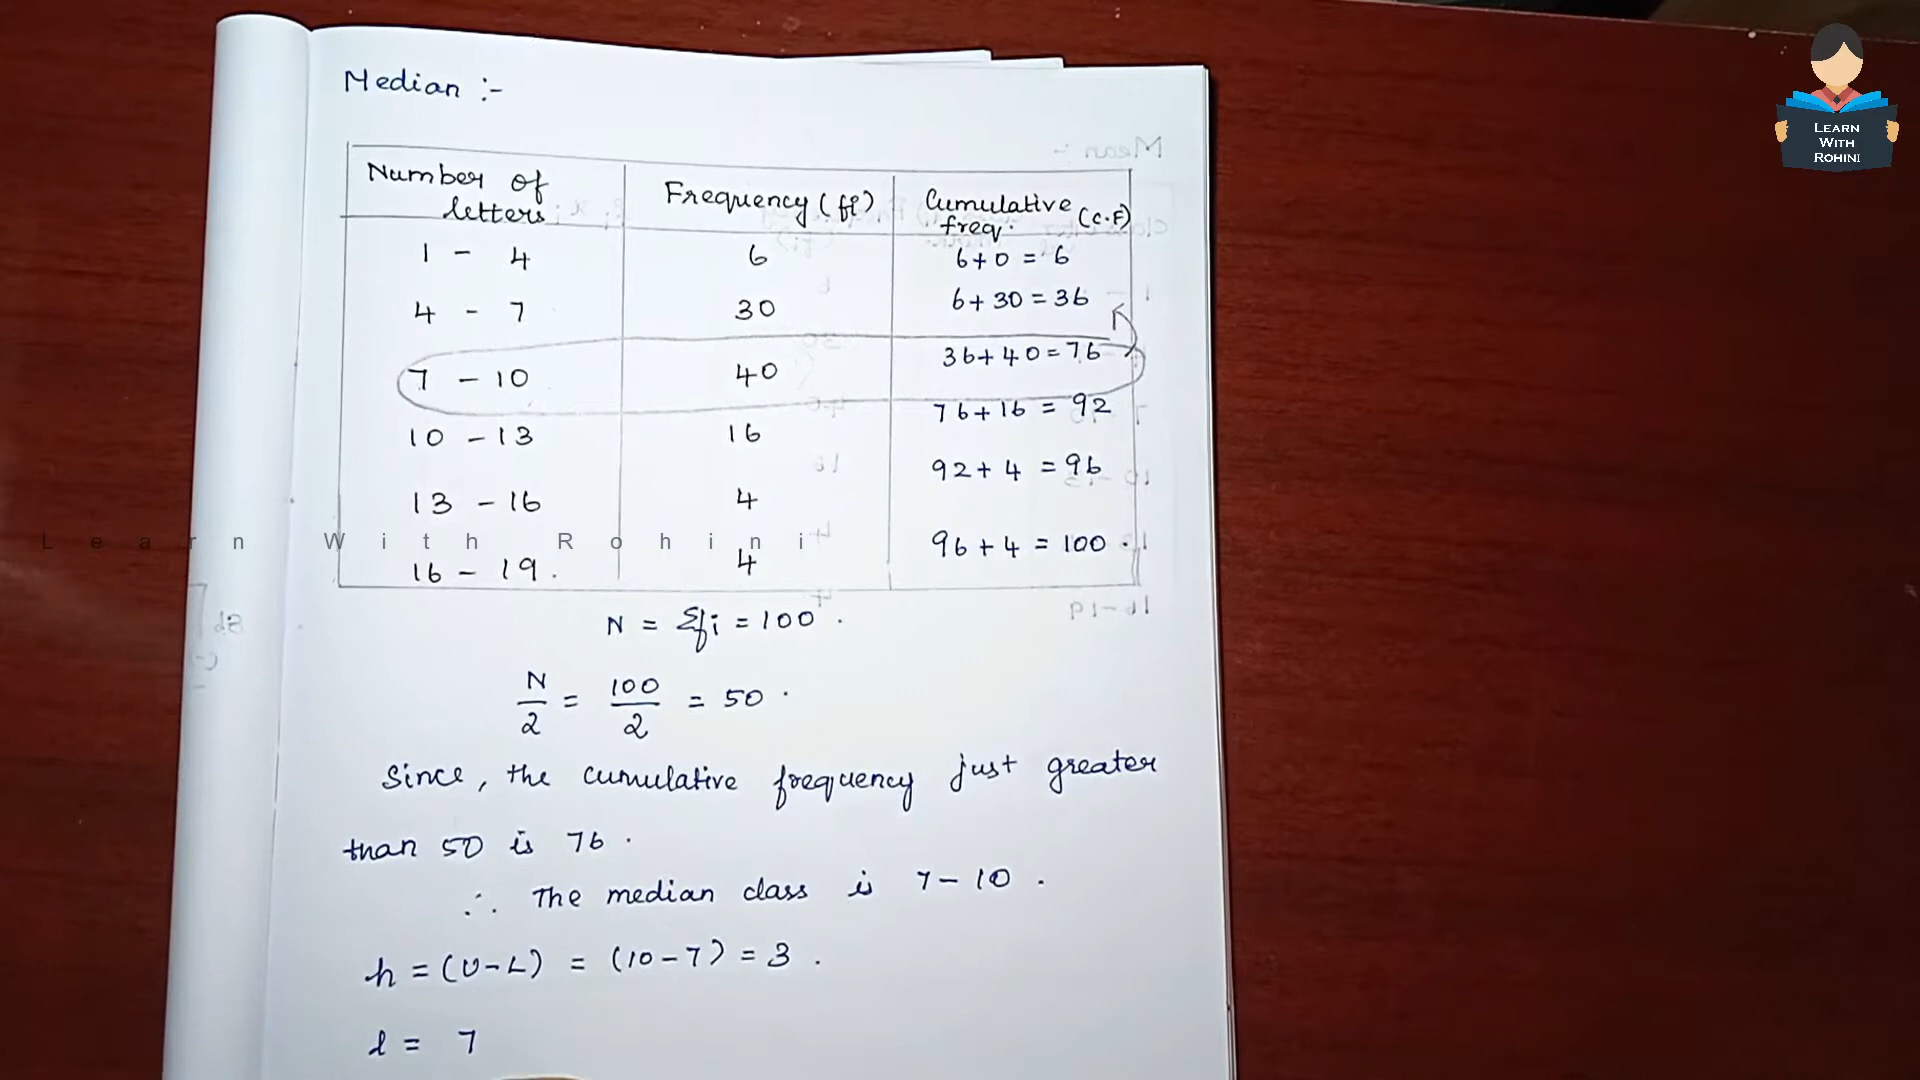 Median :-
Number of letters Frequency (fi) Cumulative freq. (C.F)
1 - 4 6 6+0 = 6
4 - 7 30 6+30 = 36
7 - 10 40 36+40 = 76
10 - 13 16 76+16 = 92
13 - 16 4 92+4 = 96
16 - 19. 4 96+4 = 100.
N = Σfi = 100.
N/2 = 100/2 = 50.
Since, the cumulative frequency just greater
than 50 is 76.
∴ The median class is 7-10.
h = (U-L) = (10-7) = 3.
l = 7
LEARN
WITH
ROHINI
Learn With Rohini
Mean :-